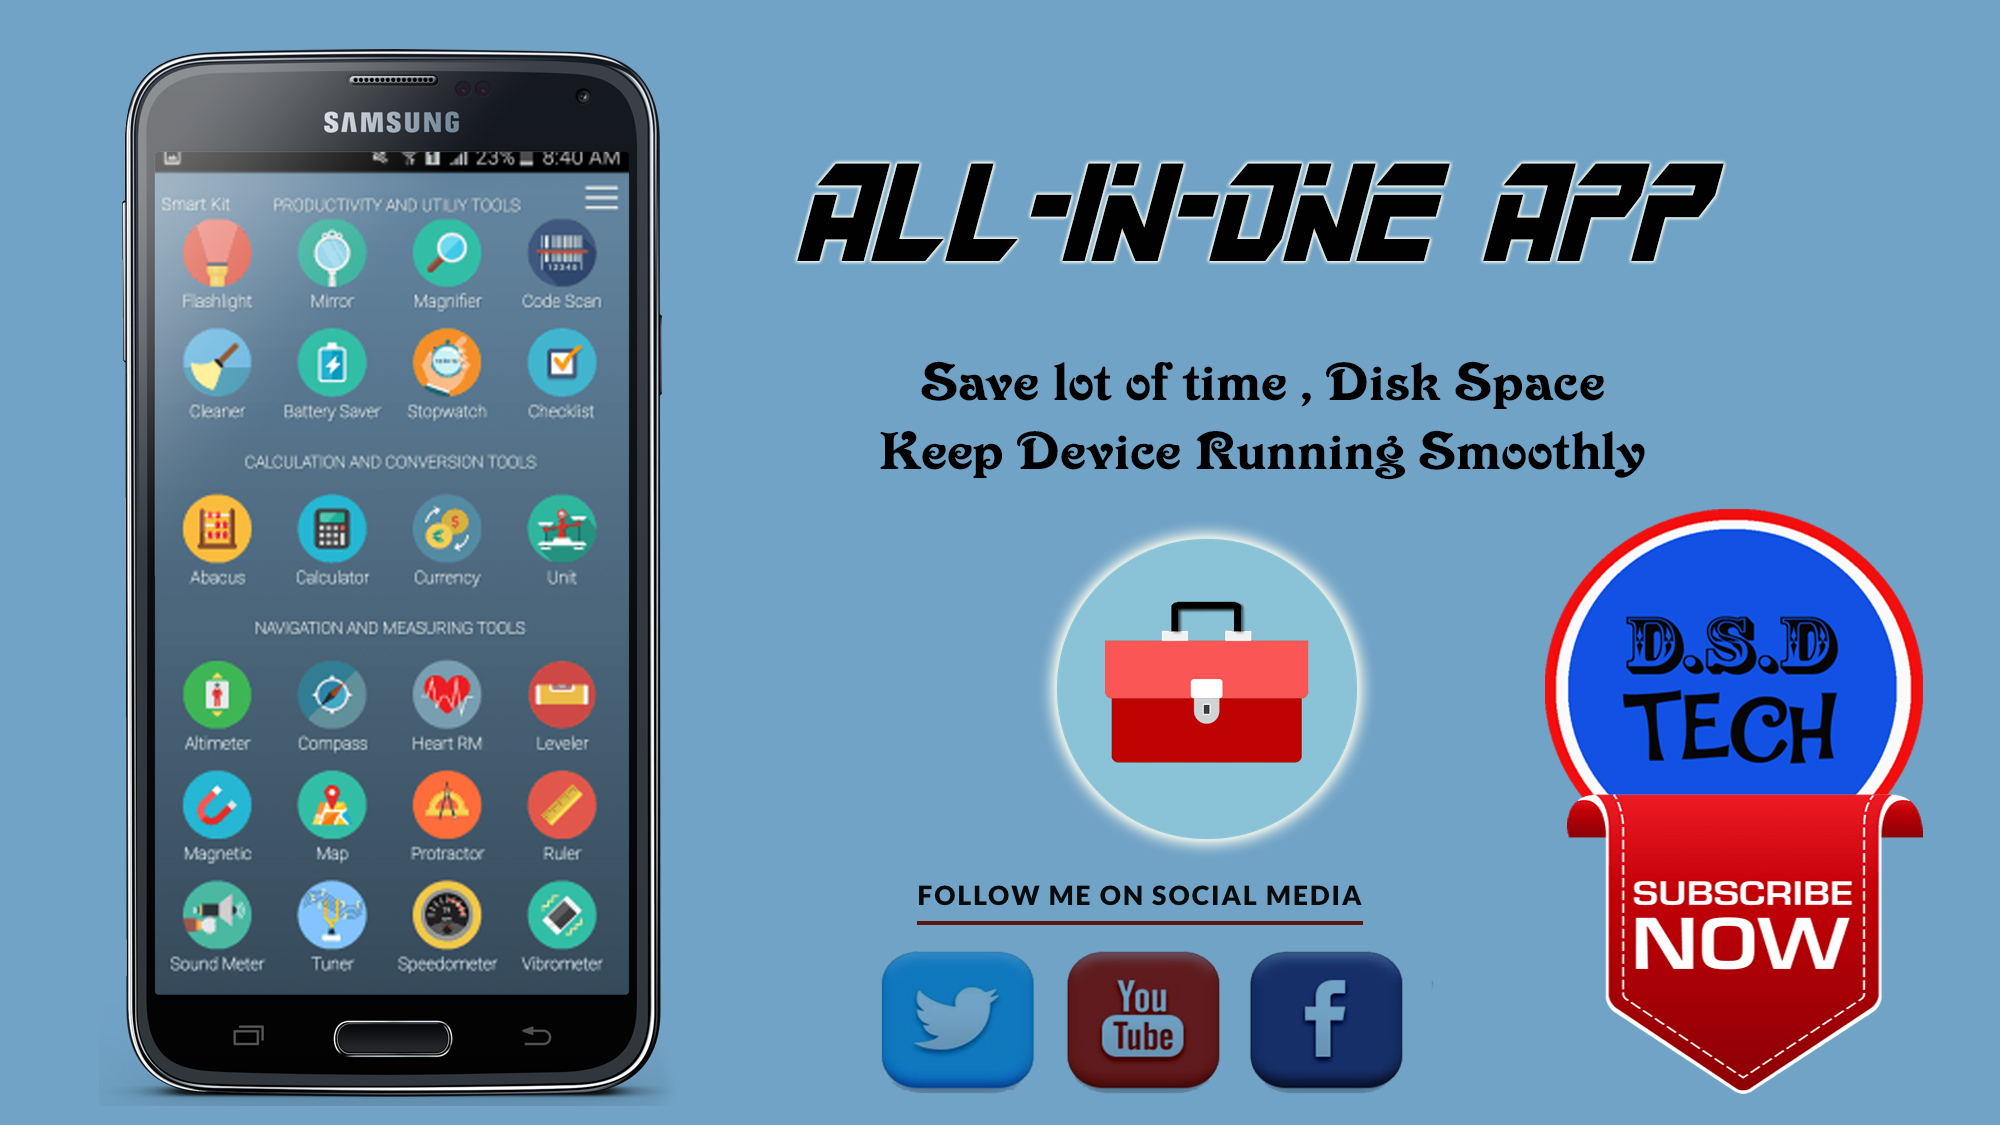 SAMSUNG
23% 8:40 AM
Smart Kit PRODUCTIVITY AND UTILIY TOOLS
Flashlight Mirror Magnifier Code Scan
Cleaner Battery Saver Stopwatch Checklist
CALCULATION AND CONVERSION TOOLS
Abacus Calculator Currency Unit
NAVIGATION AND MEASURING TOOLS
Altimeter Compass Heart RM Leveler
Magnetic Map Protractor Ruler
Sound Meter Tuner Speedometer Vibrometer
ALL-IN-ONE APP
Save lot of time , Disk Space
Keep Device Running Smoothly
D.S.D
TECH
SUBSCRIBE
NOW
FOLLOW ME ON SOCIAL MEDIA
You
Tube
f